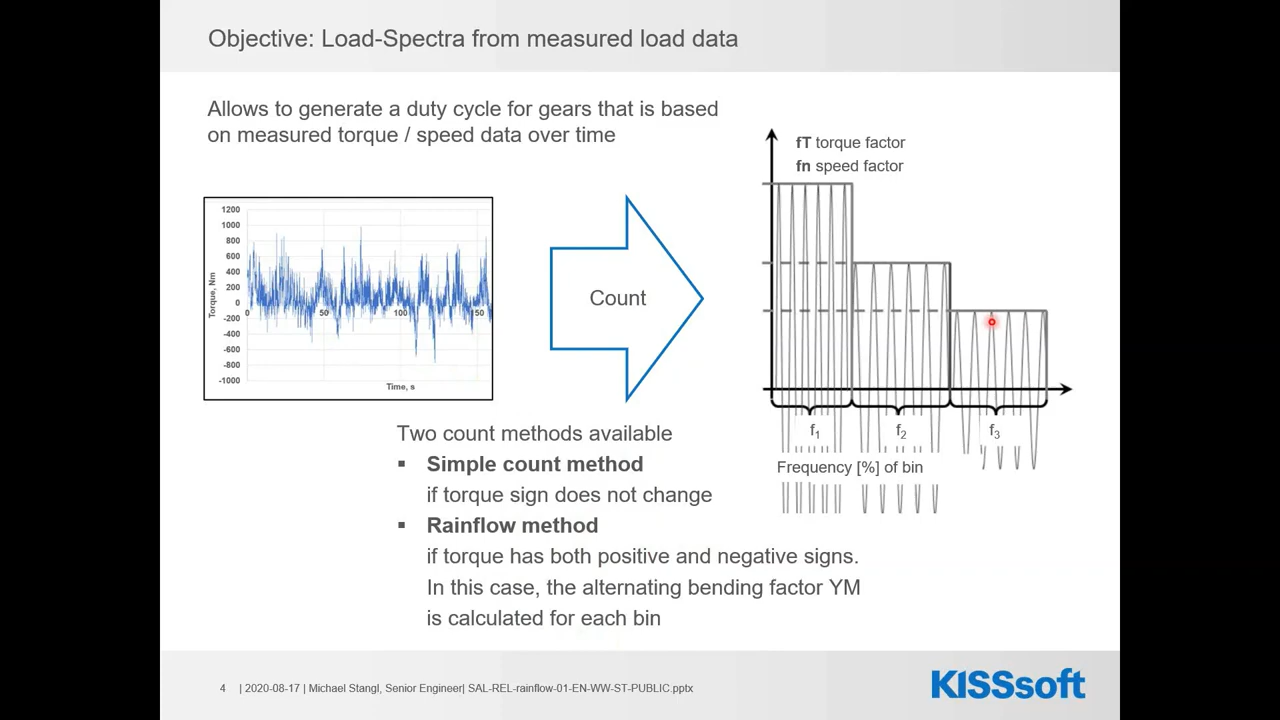 Objective: Load-Spectra from measured load data
Allows to generate a duty cycle for gears that is based
on measured torque / speed data over time
1200
1000
800
600
400
200
0
-200
-400
-600
-800
-1000
Torque, Nm
0
50
100
150
Time, s
Count
fT torque factor
fn speed factor
f1
f2
f3
Frequency [%] of bin
Two count methods available
▪ Simple count method
if torque sign does not change
▪ Rainflow method
if torque has both positive and negative signs.
In this case, the alternating bending factor YM
is calculated for each bin
4 | 2020-08-17 | Michael Stangl, Senior Engineer| SAL-REL-rainflow-01-EN-WW-ST-PUBLIC.pptx
KISSsoft